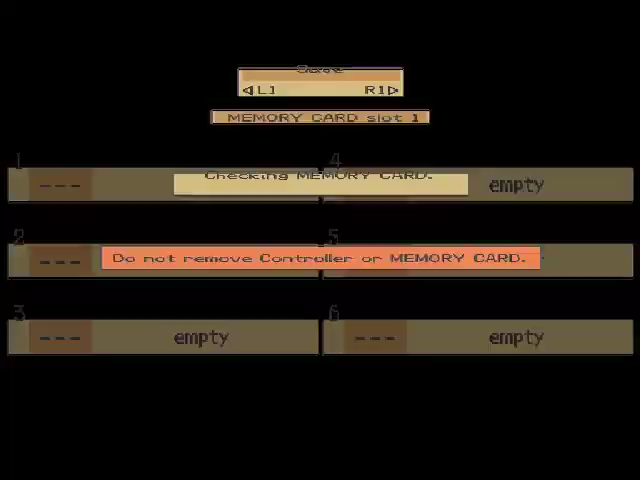 Save
◁L1 R1▷
MEMORY CARD slot 1
1 4
--- Checking MEMORY CARD. empty
2 5
--- Do not remove Controller or MEMORY CARD.
3 6
--- empty --- empty